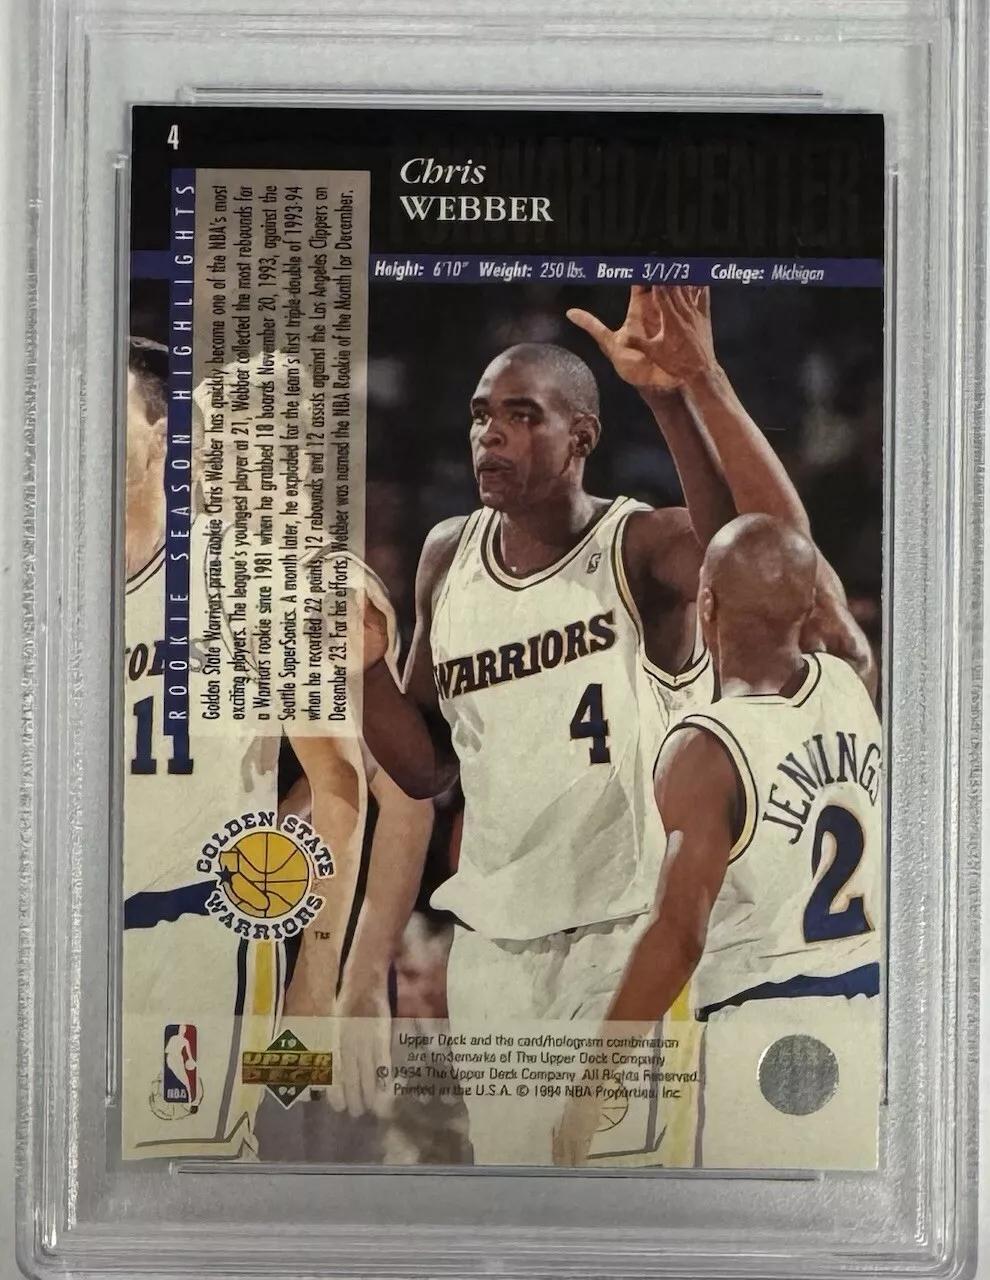 4
Chris
WEBBER
FORWARD/CENTER
Height: 6'10" Weight: 250 lbs. Born: 3/1/73 College: Michigan
ROOKIE SEASON HIGHLIGHTS
Golden State Warriors prize-rookie Chris Webber has quickly become one of the NBA's most
exciting players. The league's youngest player at 21, Webber collected the most rebounds for
a Warriors rookie since 1981 when he grabbed 18 boards November 20, 1993, against the
Seattle SuperSonics. A month later, he exploded for the team's first triple-double of 1993-94
when he recorded 22 points, 12 rebounds and 12 assists against the Los Angeles Clippers on
December 23. For his efforts, Webber was named the NBA Rookie of the Month for December.
WARRIORS
4
11
JENNINGS
2
GOLDEN STATE
WARRIORS
NBA
19
UPPER
DECK
94
Upper Deck and the card/hologram combination
are trademarks of The Upper Deck Company
© 1994 The Upper Deck Company. All Rights Reserved.
Printed in the U.S.A. © 1994 NBA Properties, Inc.